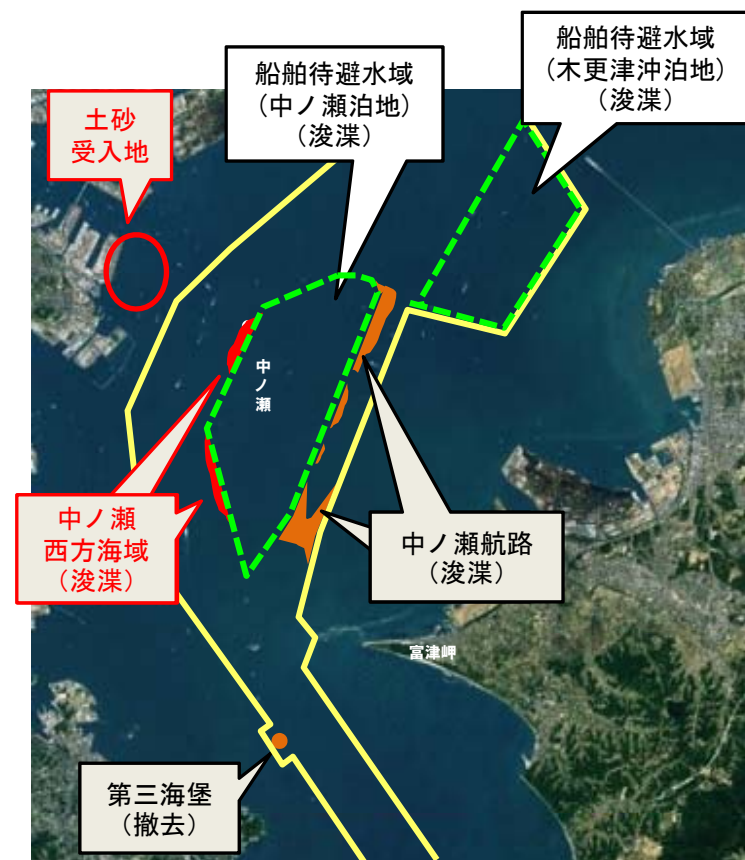 船舶待避水域
(木更津沖泊地)
(浚渫)
船舶待避水域
(中ノ瀬泊地)
(浚渫)
土砂
受入地
中ノ瀬
中ノ瀬
西方海域
(浚渫)
中ノ瀬航路
(浚渫)
富津岬
第三海堡
(撤去)